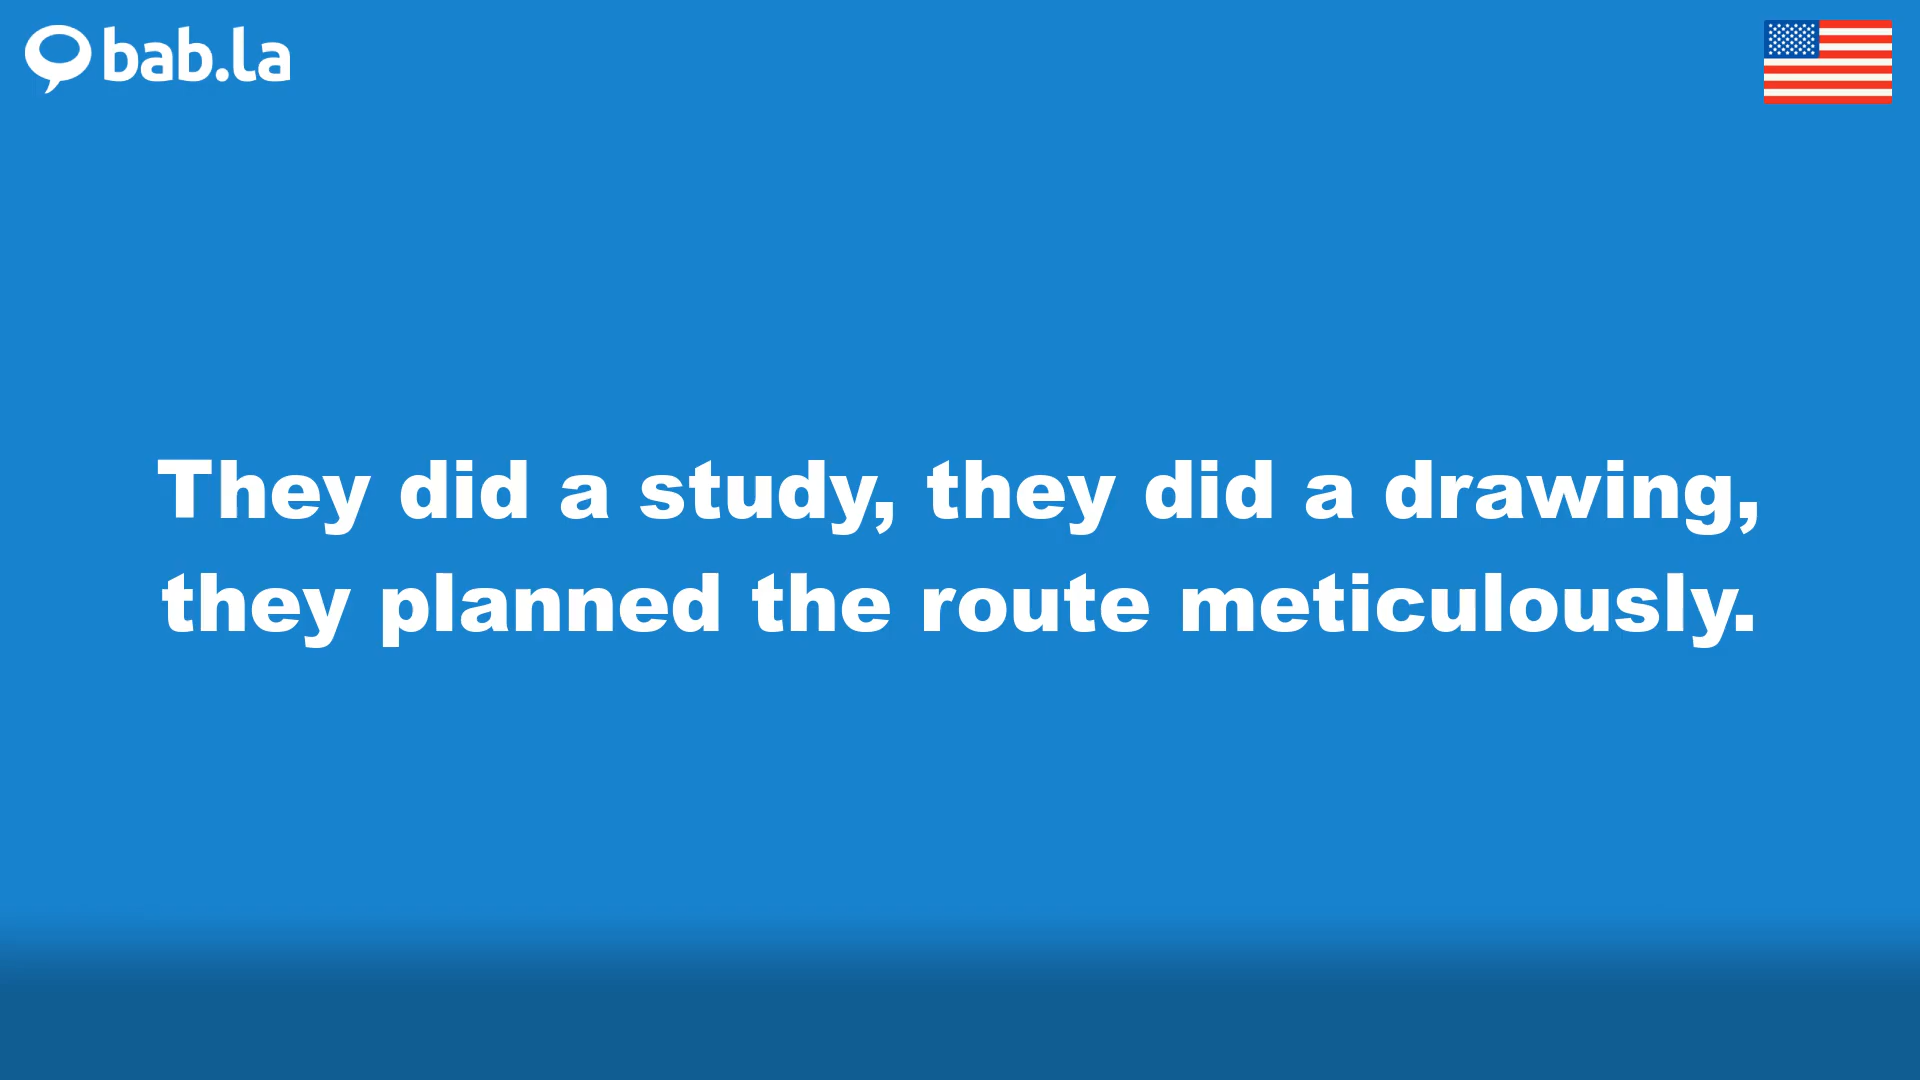 bab.la
They did a study, they did a drawing,
they planned the route meticulously.